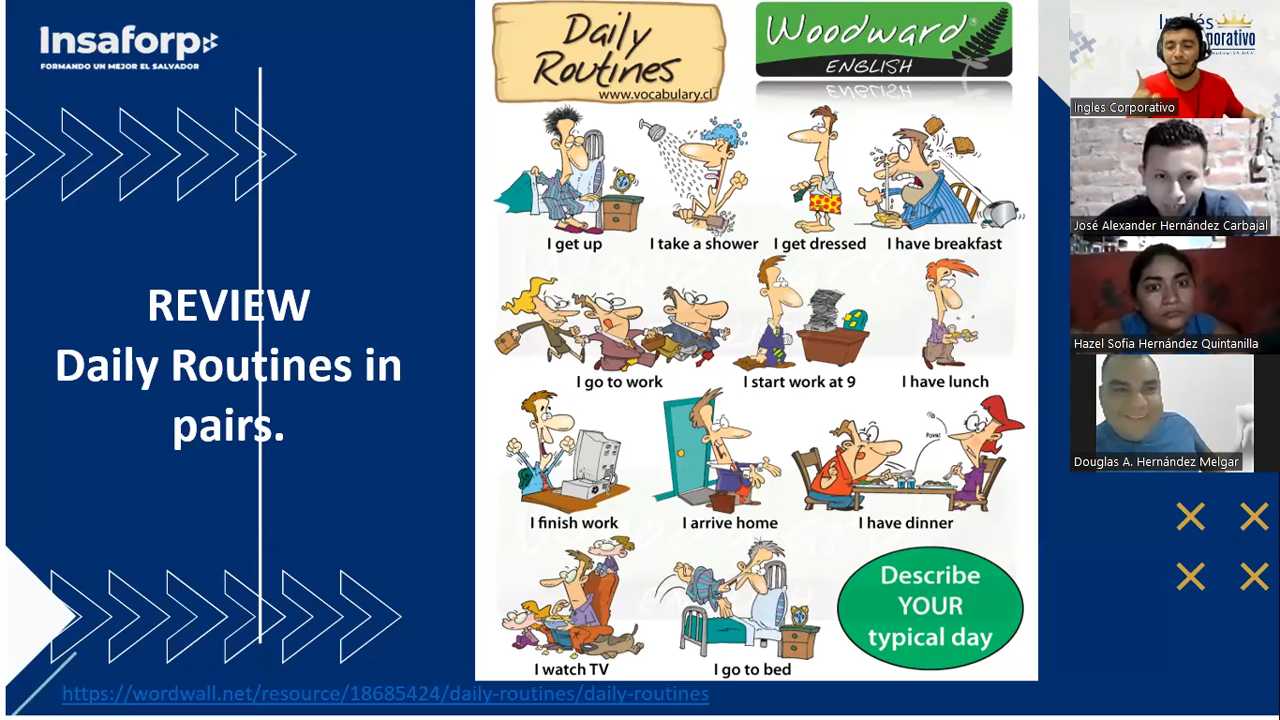 Insaforp
FORMANDO UN MEJOR EL SALVADOR
REVIEW
Daily Routines in
pairs.
https://wordwall.net/resource/18685424/daily-routines/daily-routines
Daily
Routines
www.vocabulary.cl
Woodward®
ENGLISH
I get up
I take a shower
I get dressed
I have breakfast
I go to work
I start work at 9
I have lunch
I finish work
I arrive home
I have dinner
I watch TV
I go to bed
Describe
YOUR
typical day
Ingles Corporativo
José Alexander Hernández Carbajal
Hazel Sofia Hernández Quintanilla
Douglas A. Hernández Melgar